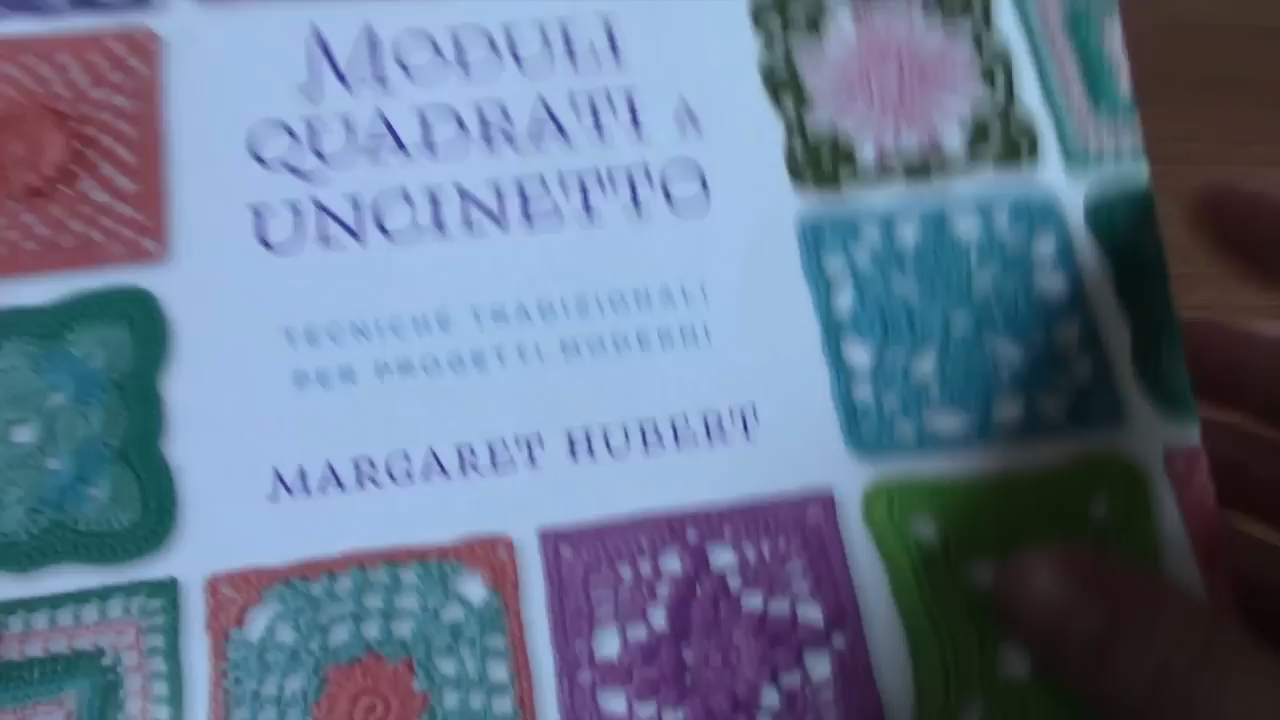 MODULI
QUADRATI A
UNCINETTO
TECNICHE TRADIZIONALI
PER PROGETTI MODERNI
MARGARET HUBERT